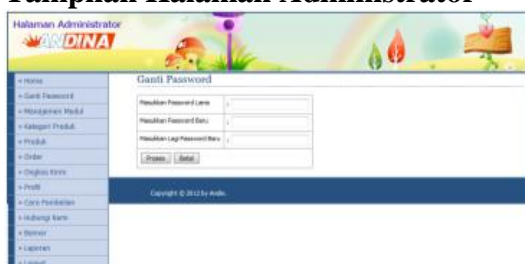 Tampilan Halaman Administrator
Halaman Administrator
ANDINA
» Home
» Ganti Password
» Manajemen Modul
» Kategori Produk
» Produk
» Order
» Ongkos Kirim
» Profil
» Cara Pembelian
» Hubungi Kami
» Banner
» Laporan
» Logout
Ganti Password
Masukkan Password Lama :
Masukkan Password Baru :
Masukkan Lagi Password Baru :
Proses Batal
Copyright © 2012 by Andin.